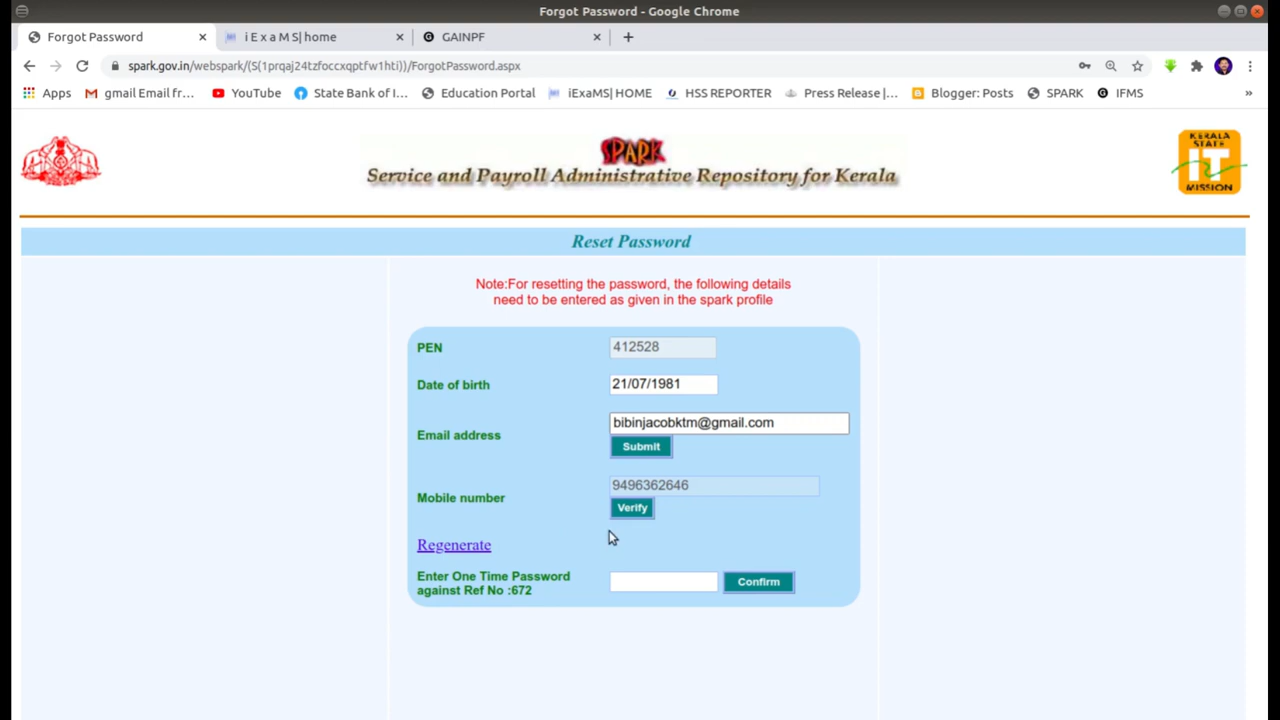 Forgot Password - Google Chrome
Forgot Password
i E x a M S| home
GAINPF
spark.gov.in/webspark/(S(1prqaj24tzfoccxqptfw1hti))/ForgotPassword.aspx
Apps
gmail Email fr...
YouTube
State Bank of I...
Education Portal
iExaMS| HOME
HSS REPORTER
Press Release |...
Blogger: Posts
SPARK
IFMS
»
SPARK
Service and Payroll Administrative Repository for Kerala
KERALA
STATE
IT
MISSION
Reset Password
Note:For resetting the password, the following details
need to be entered as given in the spark profile
PEN 412528
Date of birth 21/07/1981
Email address bibinjacobktm@gmail.com
Submit
Mobile number 9496362646
Verify
Regenerate
Enter One Time Password
against Ref No :672
Confirm